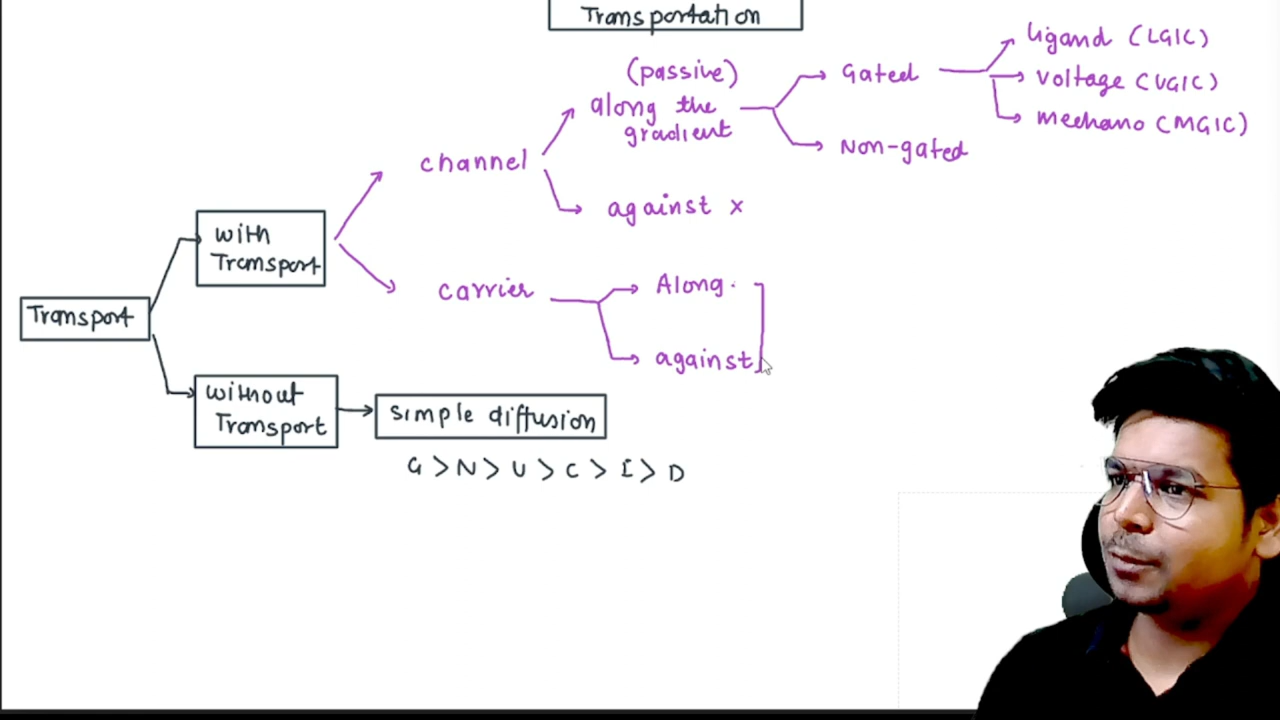 Transportation
(passive)
along the
gradient
Gated
Ligand (LGIC)
Voltage (VGIC)
mechano (MGIC)
Non-gated
channel
against x
with
Transport
carrier
Along.
against
Transport
without
Transport
simple diffusion
G > N > U > C > I > D